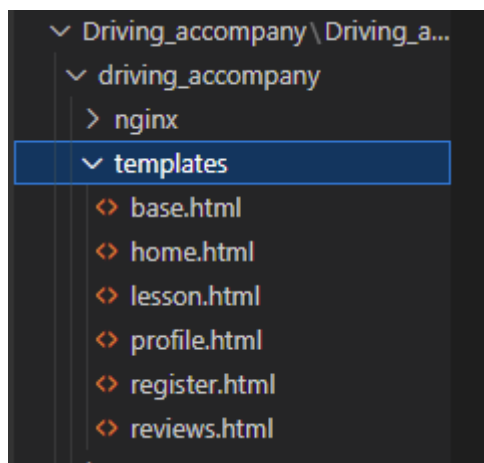 Driving_accompany\Driving_a...
driving_accompany
nginx
templates
base.html
home.html
lesson.html
profile.html
register.html
reviews.html